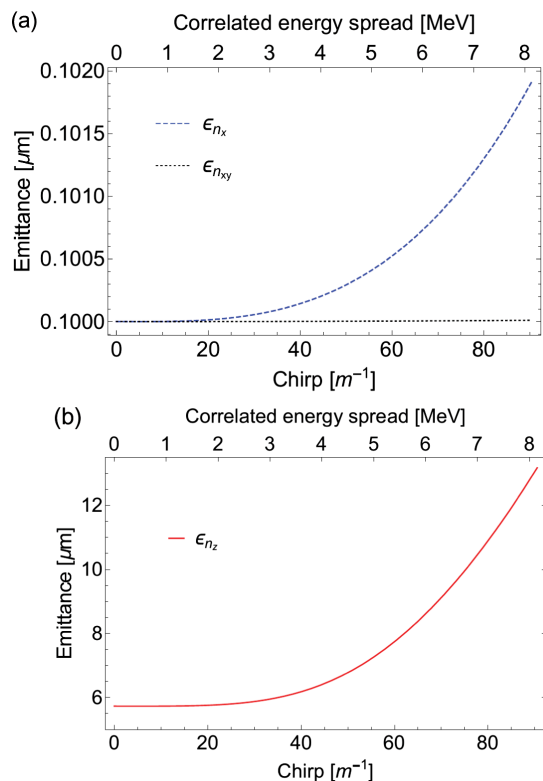 (a)
Correlated energy spread [MeV]
0 1 2 3 4 5 6 7 8
0.1020
0.1015
0.1010
0.1005
0.1000
Emittance [μm]
ϵnx
ϵnxy
0 20 40 60 80
Chirp [m⁻¹]
(b)
Correlated energy spread [MeV]
0 1 2 3 4 5 6 7 8
12
10
8
6
Emittance [μm]
ϵnz
0 20 40 60 80
Chirp [m⁻¹]